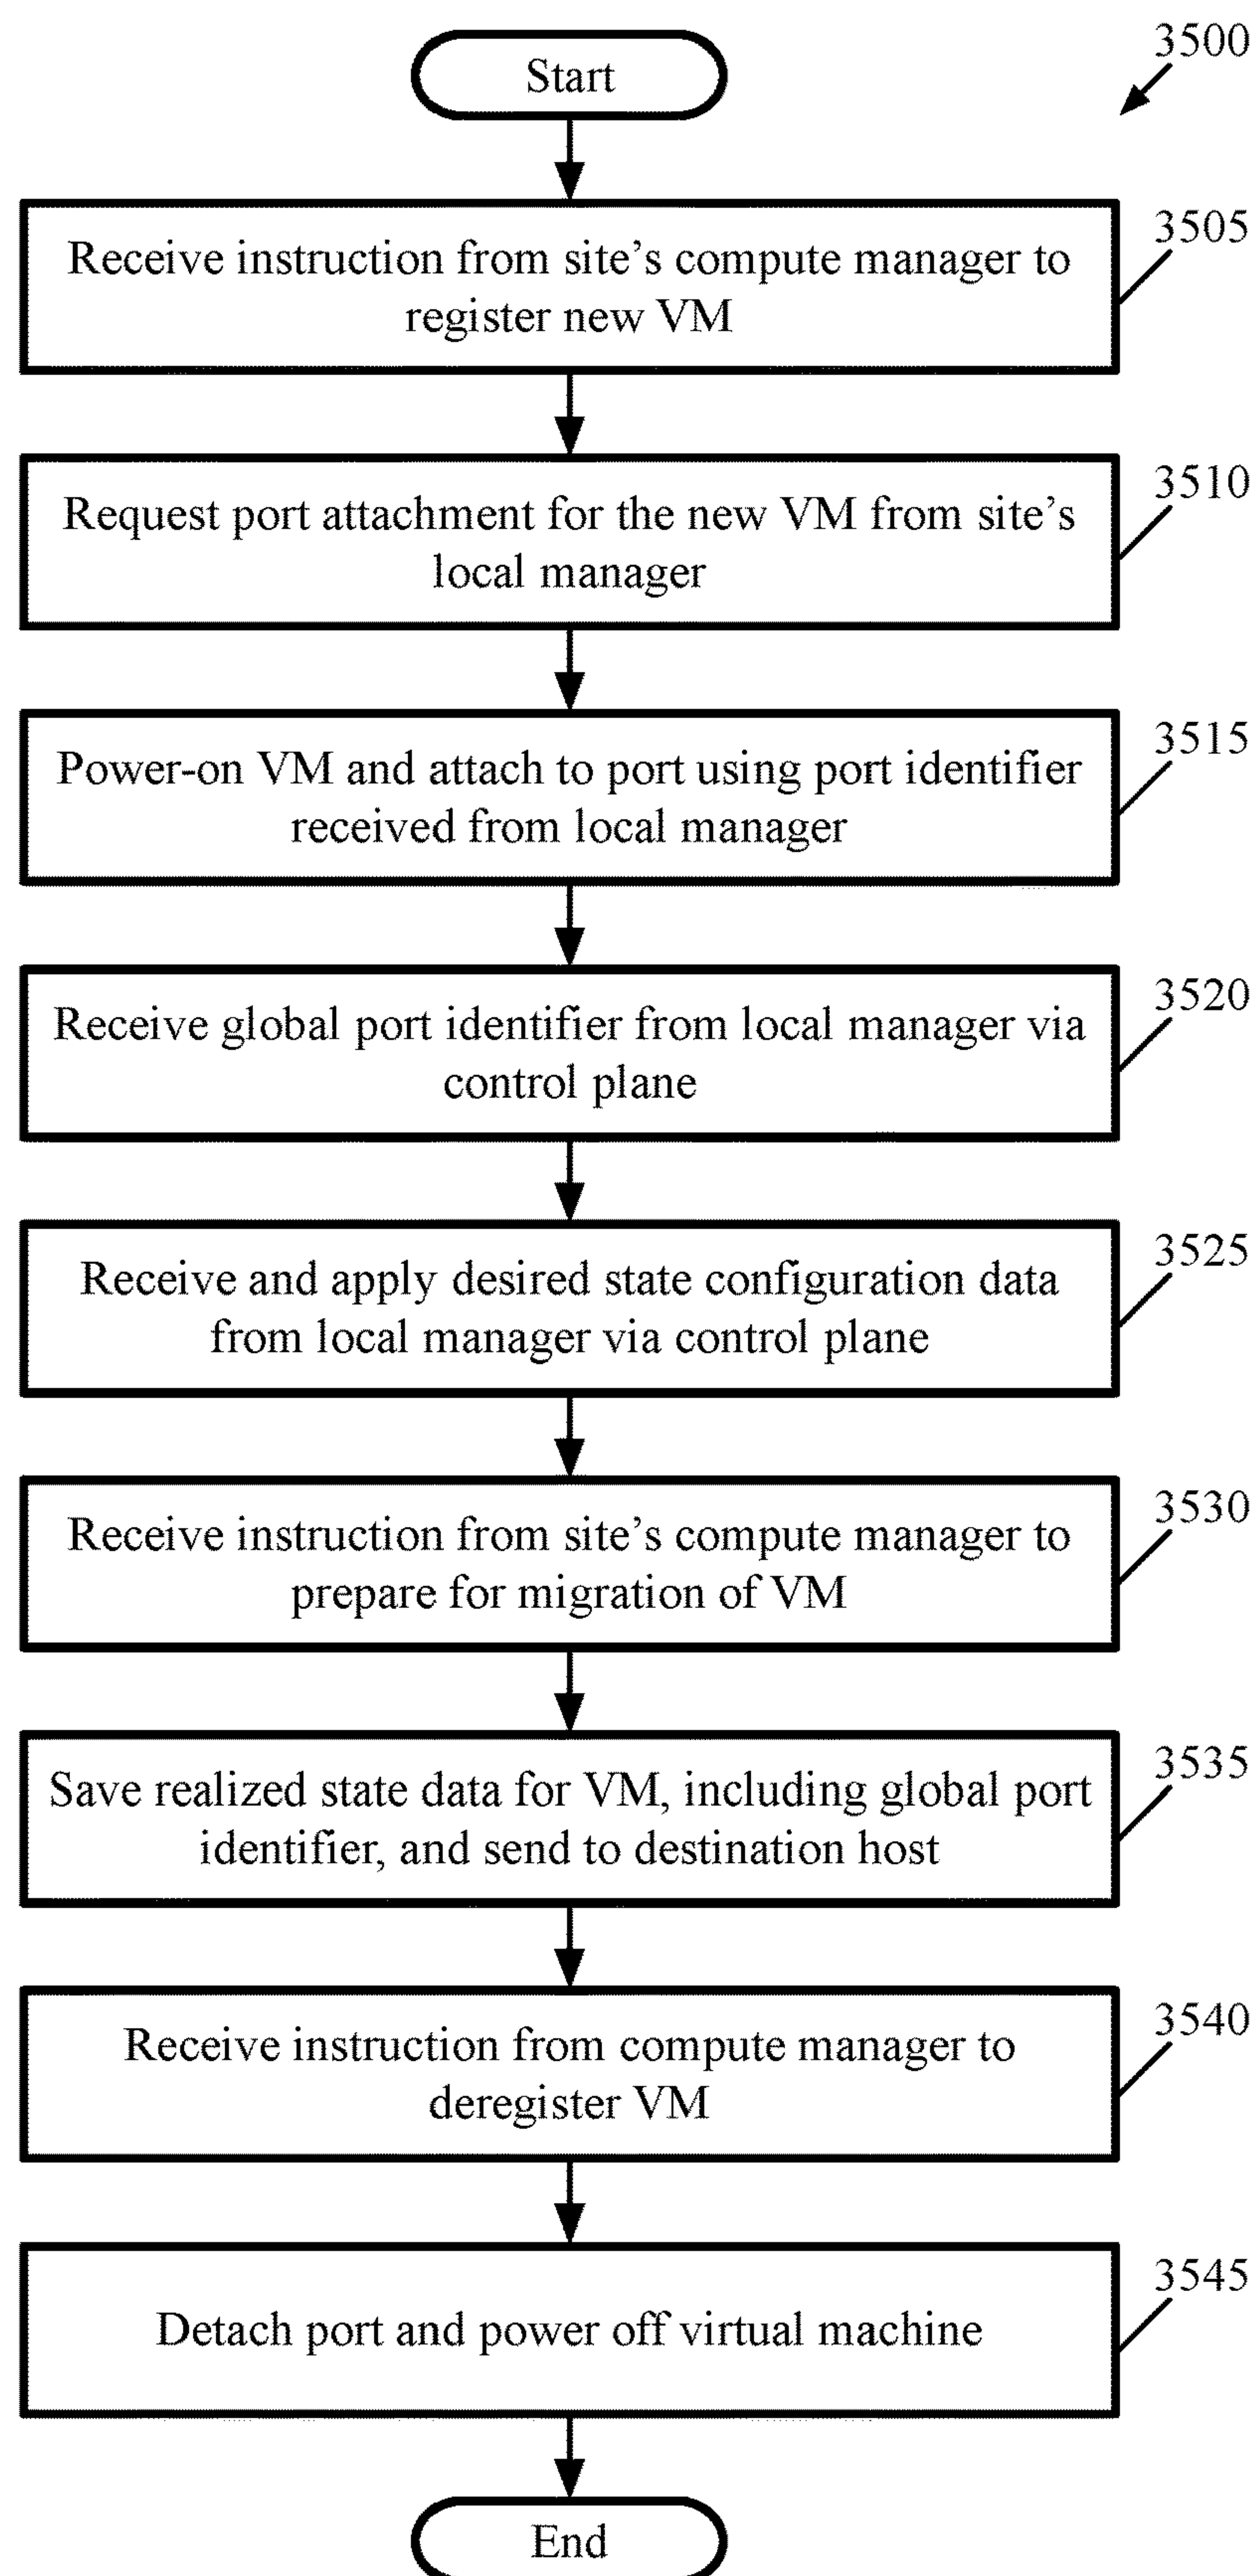 Start
3500
Receive instruction from site's compute manager to
register new VM
3505
Request port attachment for the new VM from site's
local manager
3510
Power-on VM and attach to port using port identifier
received from local manager
3515
Receive global port identifier from local manager via
control plane
3520
Receive and apply desired state configuration data
from local manager via control plane
3525
Receive instruction from site's compute manager to
prepare for migration of VM
3530
Save realized state data for VM, including global port
identifier, and send to destination host
3535
Receive instruction from compute manager to
deregister VM
3540
Detach port and power off virtual machine
3545
End